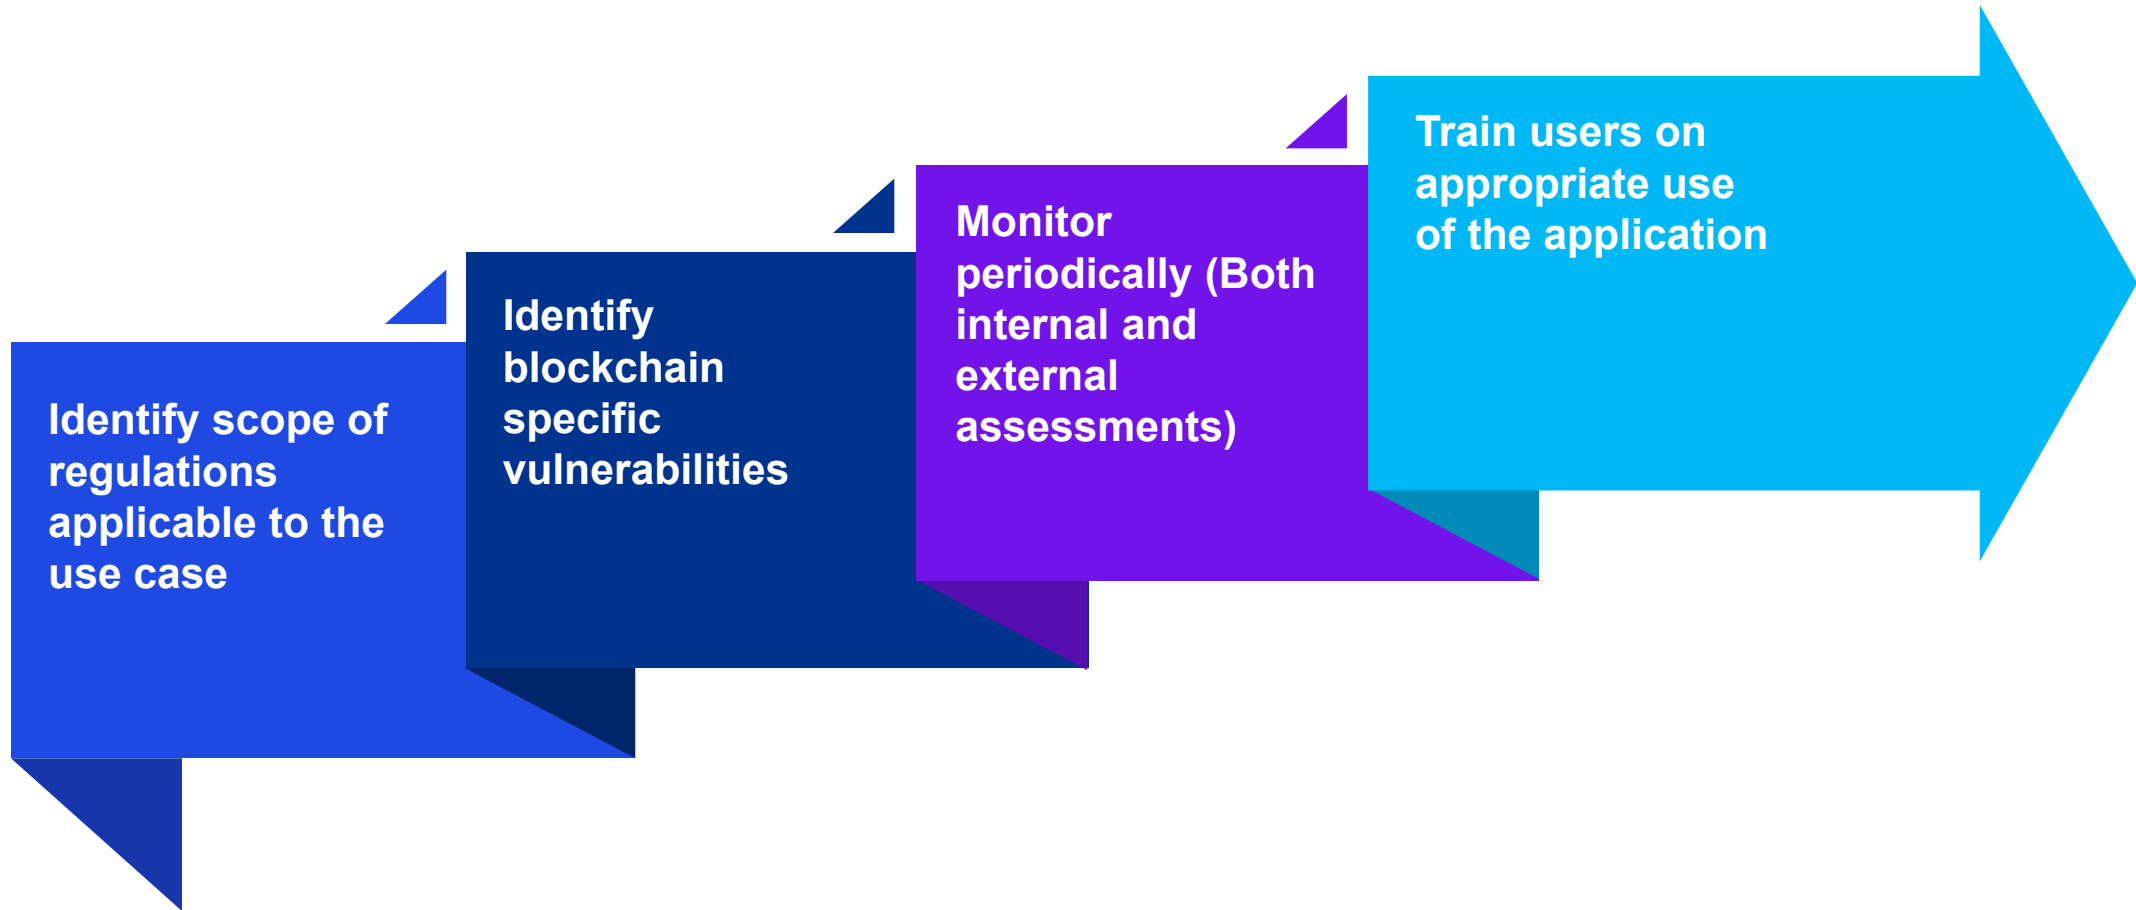 Identify scope of
regulations
applicable to the
use case
Identify
blockchain
specific
vulnerabilities
Monitor
periodically (Both
internal and
external
assessments)
Train users on
appropriate use
of the application